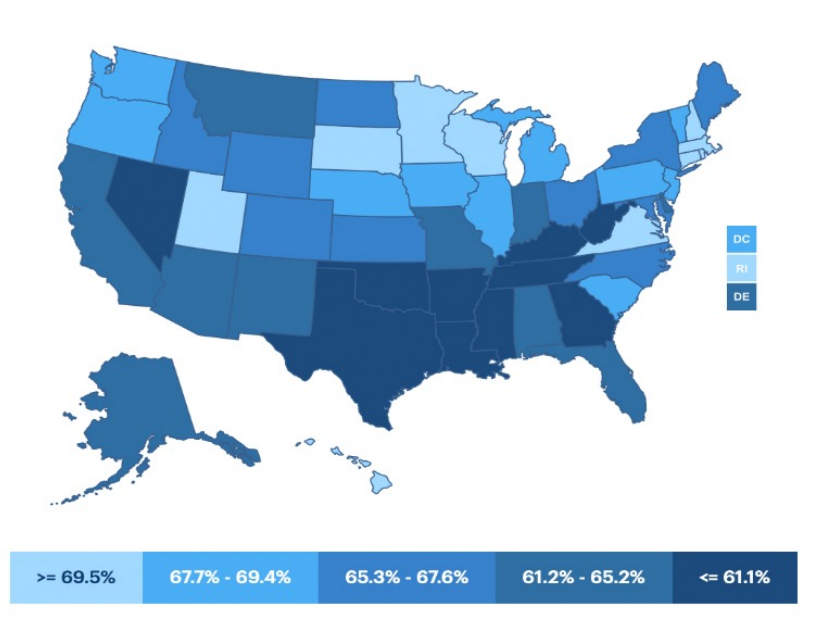 DC
RI
DE
>= 69.5% 67.7% - 69.4% 65.3% - 67.6% 61.2% - 65.2% <= 61.1%